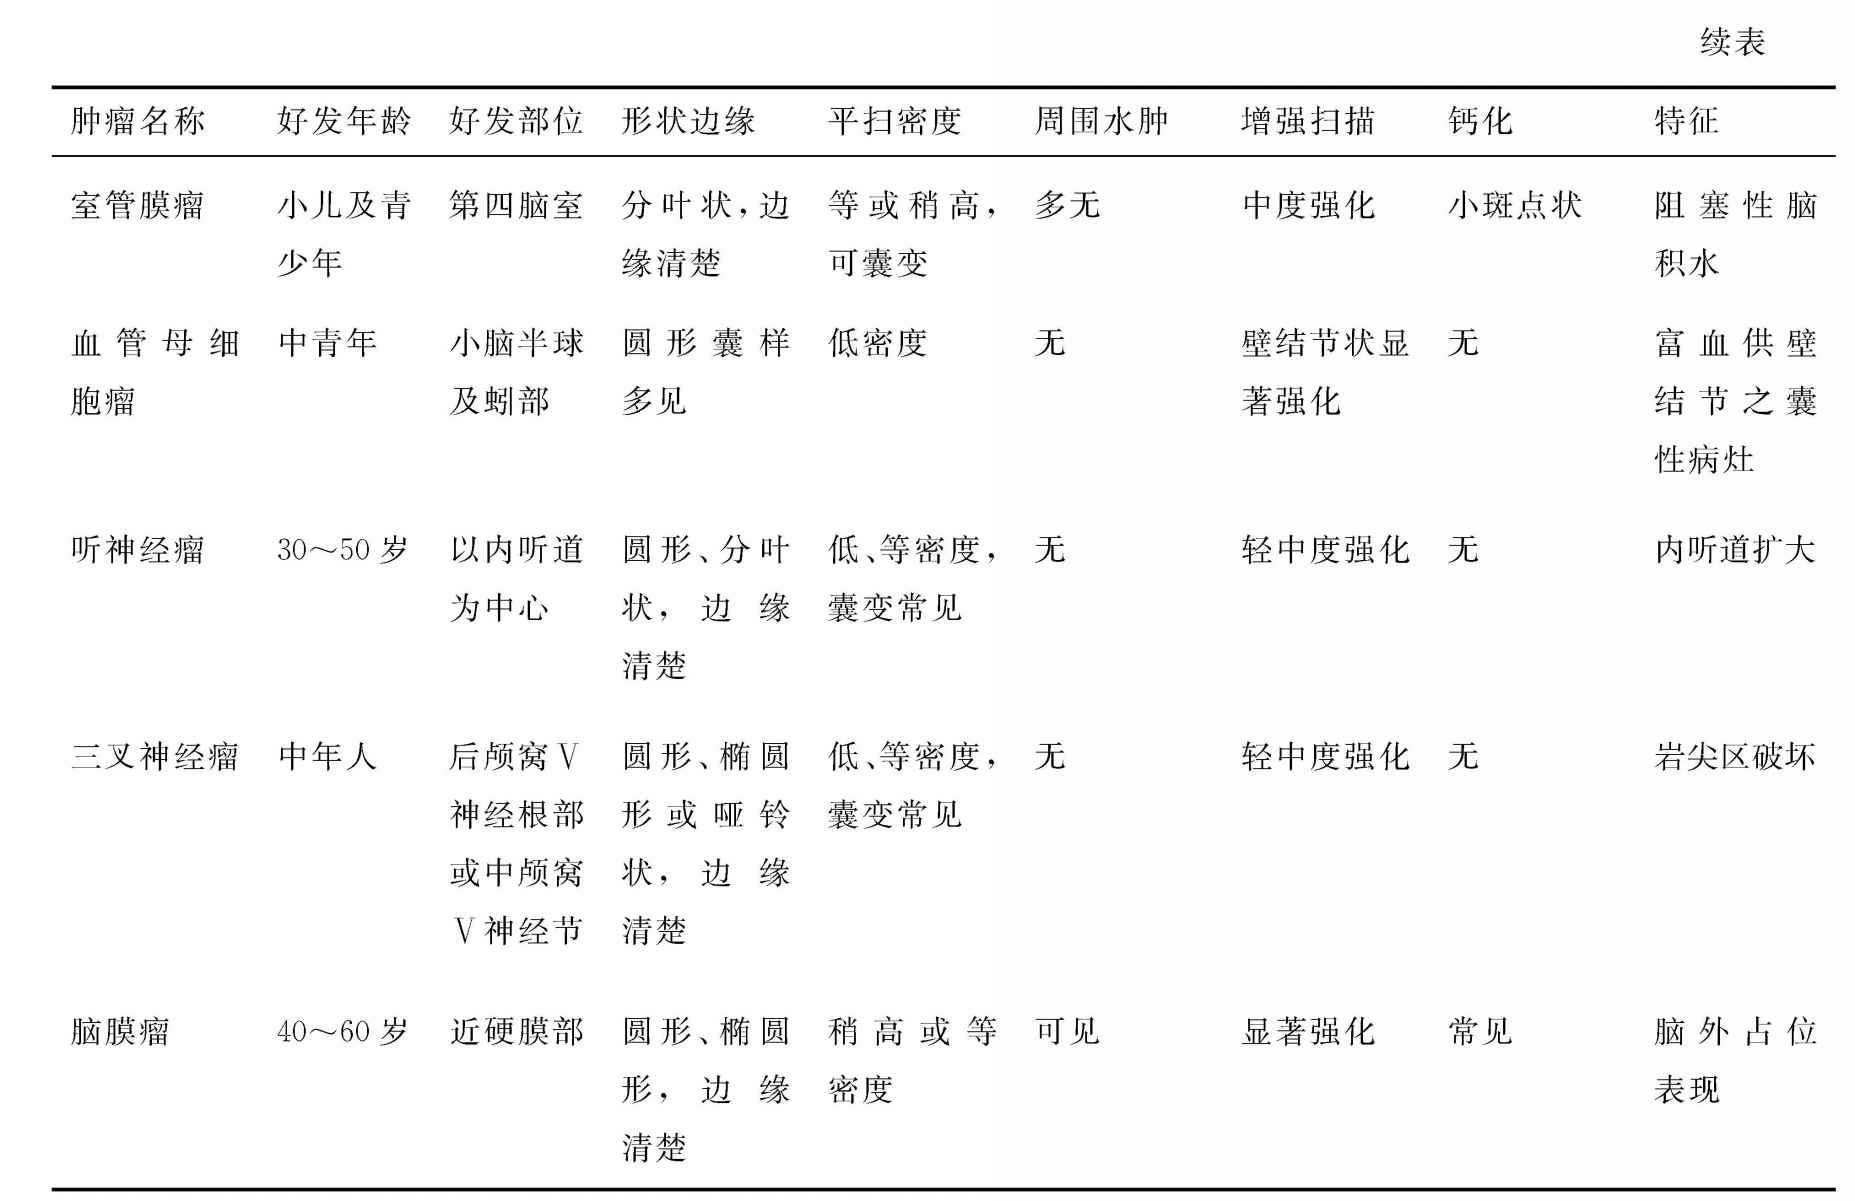 续表
肿瘤名称 好发年龄 好发部位 形状边缘 平扫密度 周围水肿 增强扫描 钙化 特征
室管膜瘤 小儿及青 第四脑室 分叶状,边 等或稍高, 多无 中度强化 小斑点状 阻塞性脑
少年 缘清楚 可囊变 积水
血管母细 中青年 小脑半球 圆形囊样 低密度 无 壁结节状显 无 富血供壁
胞瘤 及蚓部 多见 著强化 结节之囊
性病灶
听神经瘤 30～50岁 以内听道 圆形、分叶 低、等密度, 无 轻中度强化 无 内听道扩大
为中心 状,边缘 囊变常见
清楚
三叉神经瘤 中年人 后颅窝Ⅴ 圆形、椭圆 低、等密度, 无 轻中度强化 无 岩尖区破坏
神经根部 形或哑铃 囊变常见
或中颅窝 状,边缘
Ⅴ神经节 清楚
脑膜瘤 40～60岁 近硬膜部 圆形、椭圆 稍高或等 可见 显著强化 常见 脑外占位
形,边缘 密度 表现
清楚